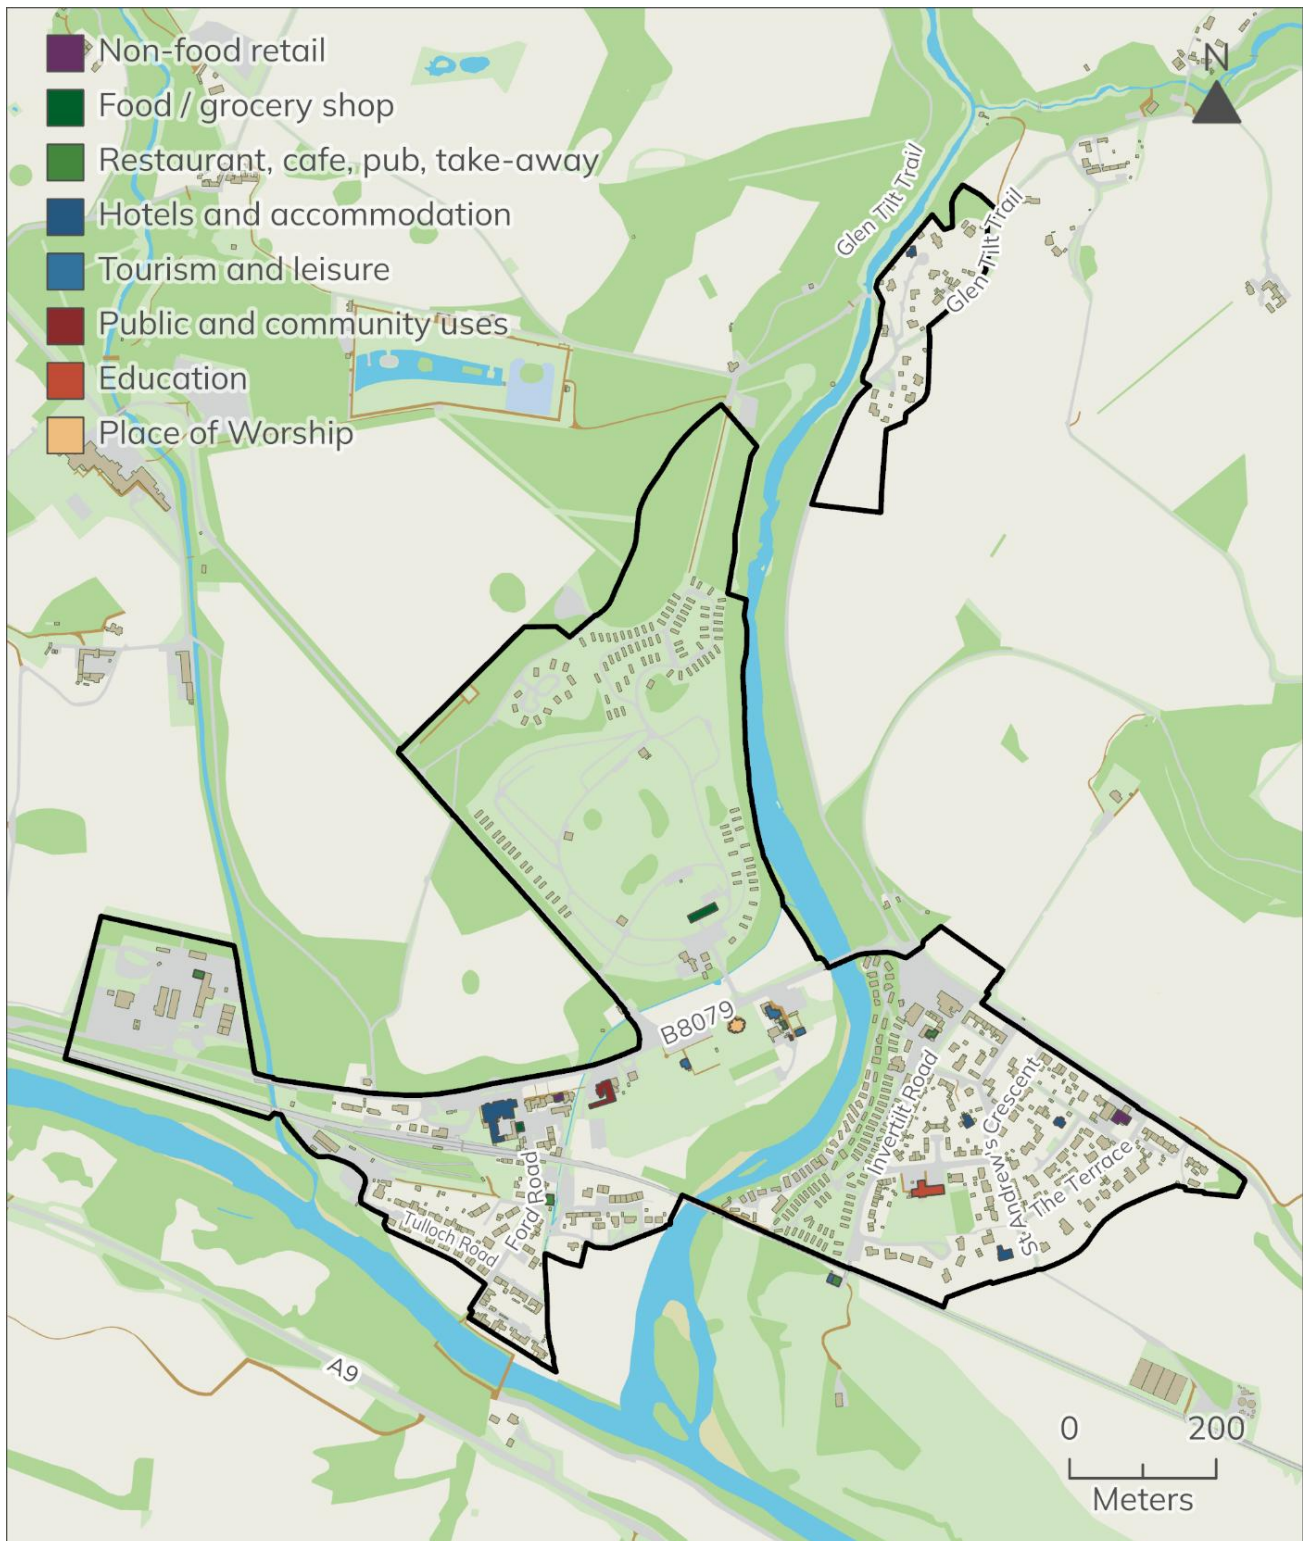 Non-food retail
Food / grocery shop
Restaurant, cafe, pub, take-away
Hotels and accommodation
Tourism and leisure
Public and community uses
Education
Place of Worship
N
Glen Tilt Trail
Glen Tilt Trail
B8079
Invertilt Road
St Andrew's Crescent
The Terrace
Ford Road
Tulloch Road
A9
0 200
Meters